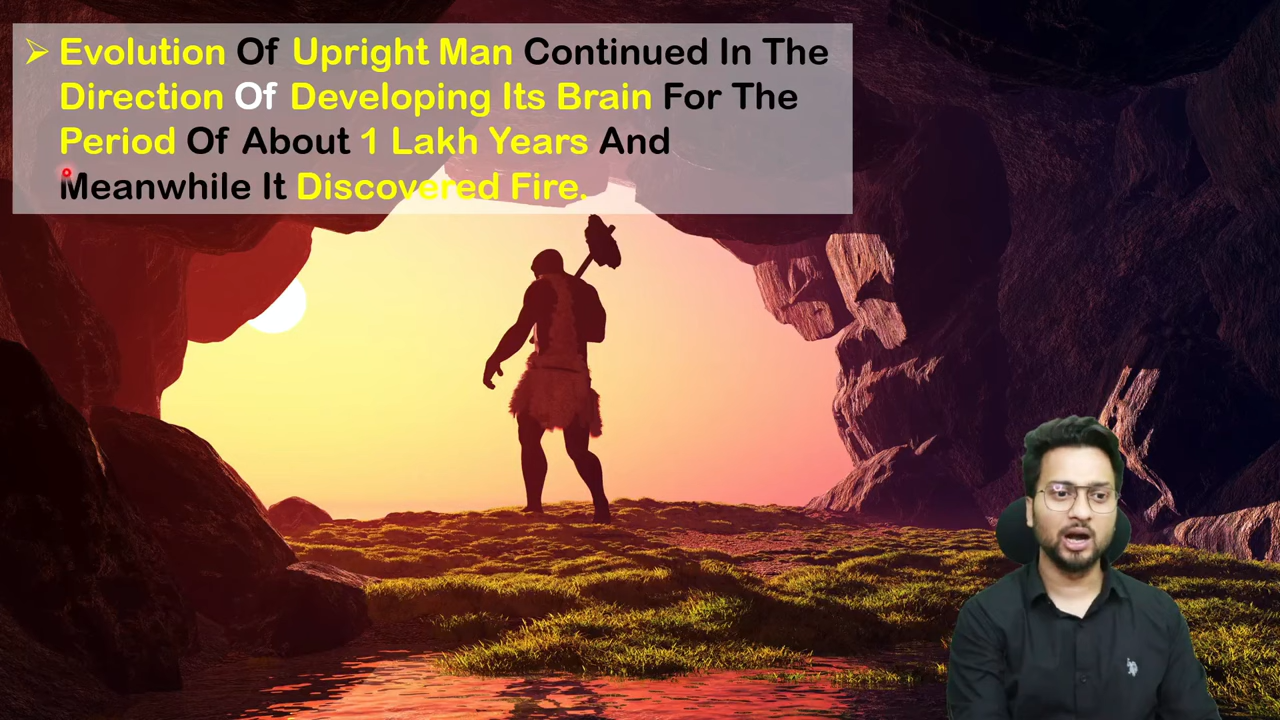 Evolution Of Upright Man Continued In The
Direction Of Developing Its Brain For The
Period Of About 1 Lakh Years And
Meanwhile It Discovered Fire.